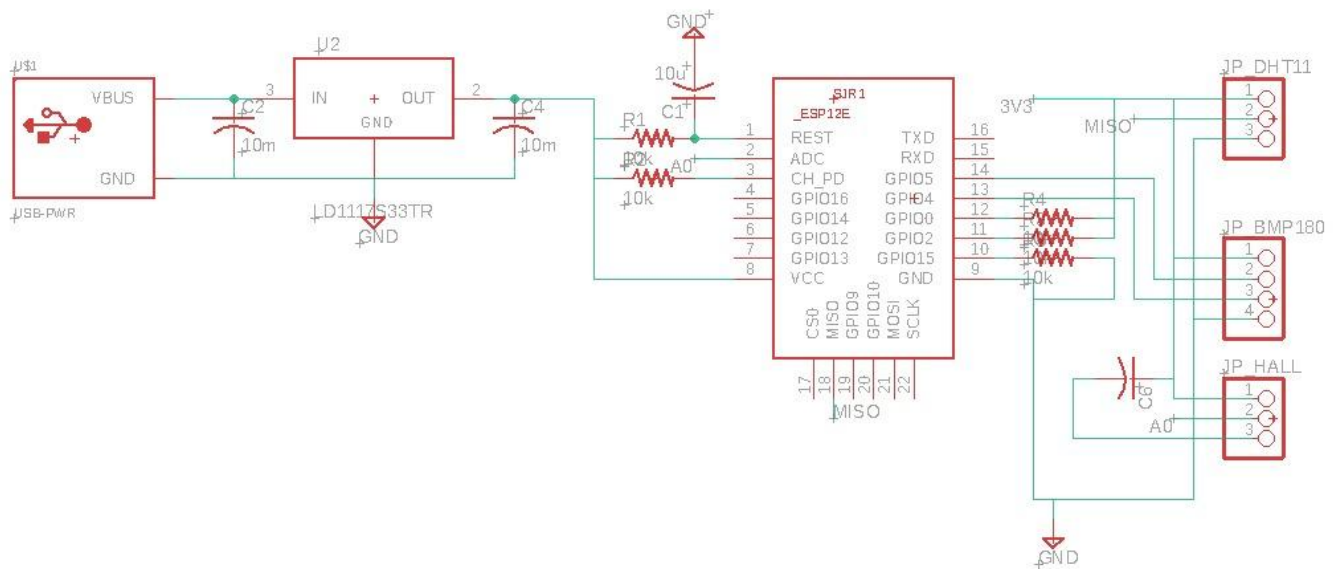 U$1
VBUS
GND
USB-PWR
C2
10m
U2
3
IN
OUT
GND
2
LD1117S33TR
GND
C4
10m
GND
10u
C1
R1
R2
10k
A0
SJR1
_ESP12E
1 REST
2 ADC
3 CH_PD
4 GPIO16
5 GPIO14
6 GPIO12
7 GPIO13
8 VCC
TXD 16
RXD 15
GPIO5 14
GPIO4 13
GPIO0 12
GPIO2 11
GPIO15 10
GND 9
CS0
MISO
GPIO9
GPIO10
MOSI
SCLK
17
18
19
20
21
22
MISO
R4
10k
3V3
MISO
JP_DHT11
1
2
3
JP_BMP180
1
2
3
4
JP_HALL
1
2
3
C6
A0
GND